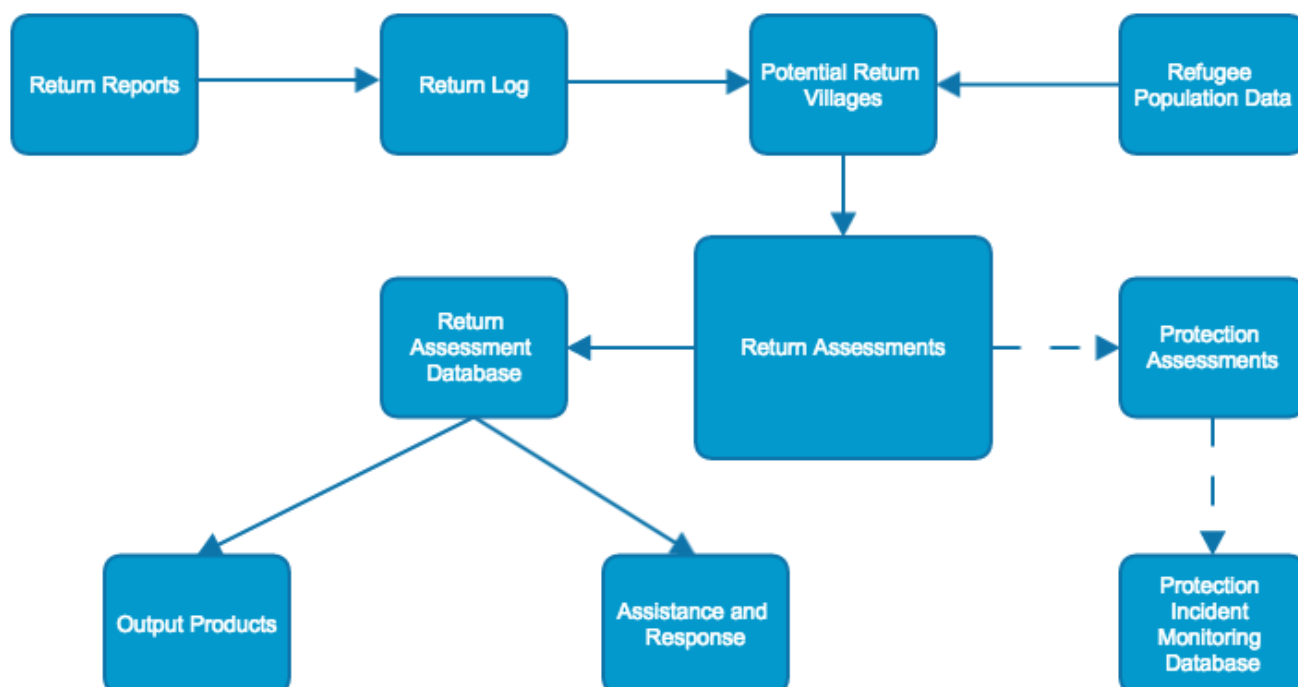 Return Reports
Return Log
Potential Return
Villages
Refugee
Population Data
Return
Assessment
Database
Return Assessments
Protection
Assessments
Output Products
Assistance and
Response
Protection
Incident
Monitoring
Database